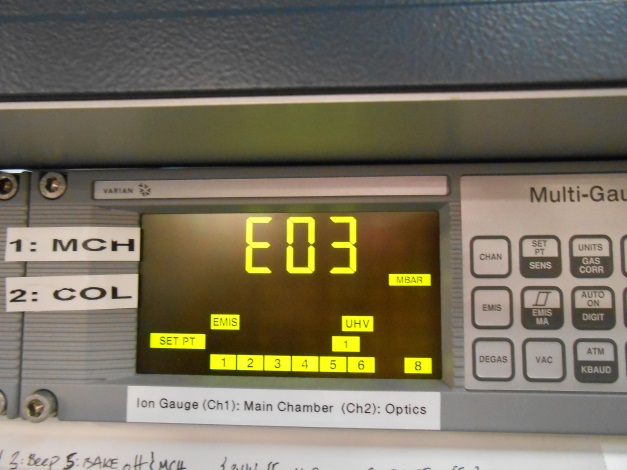 VARIAN
Multi-Gau
1: MCH
2: COL
E03
MBAR
EMIS UHV
SET PT 1
1 2 3 4 5 6 8
CHAN SET PT SENS UNITS GAS CORR
EMIS EMIS MA AUTO ON DIGIT
DEGAS VAC ATM KBAUD
Ion Gauge (Ch1): Main Chamber (Ch2): Optics
BEEP 5: BAKE off MCH